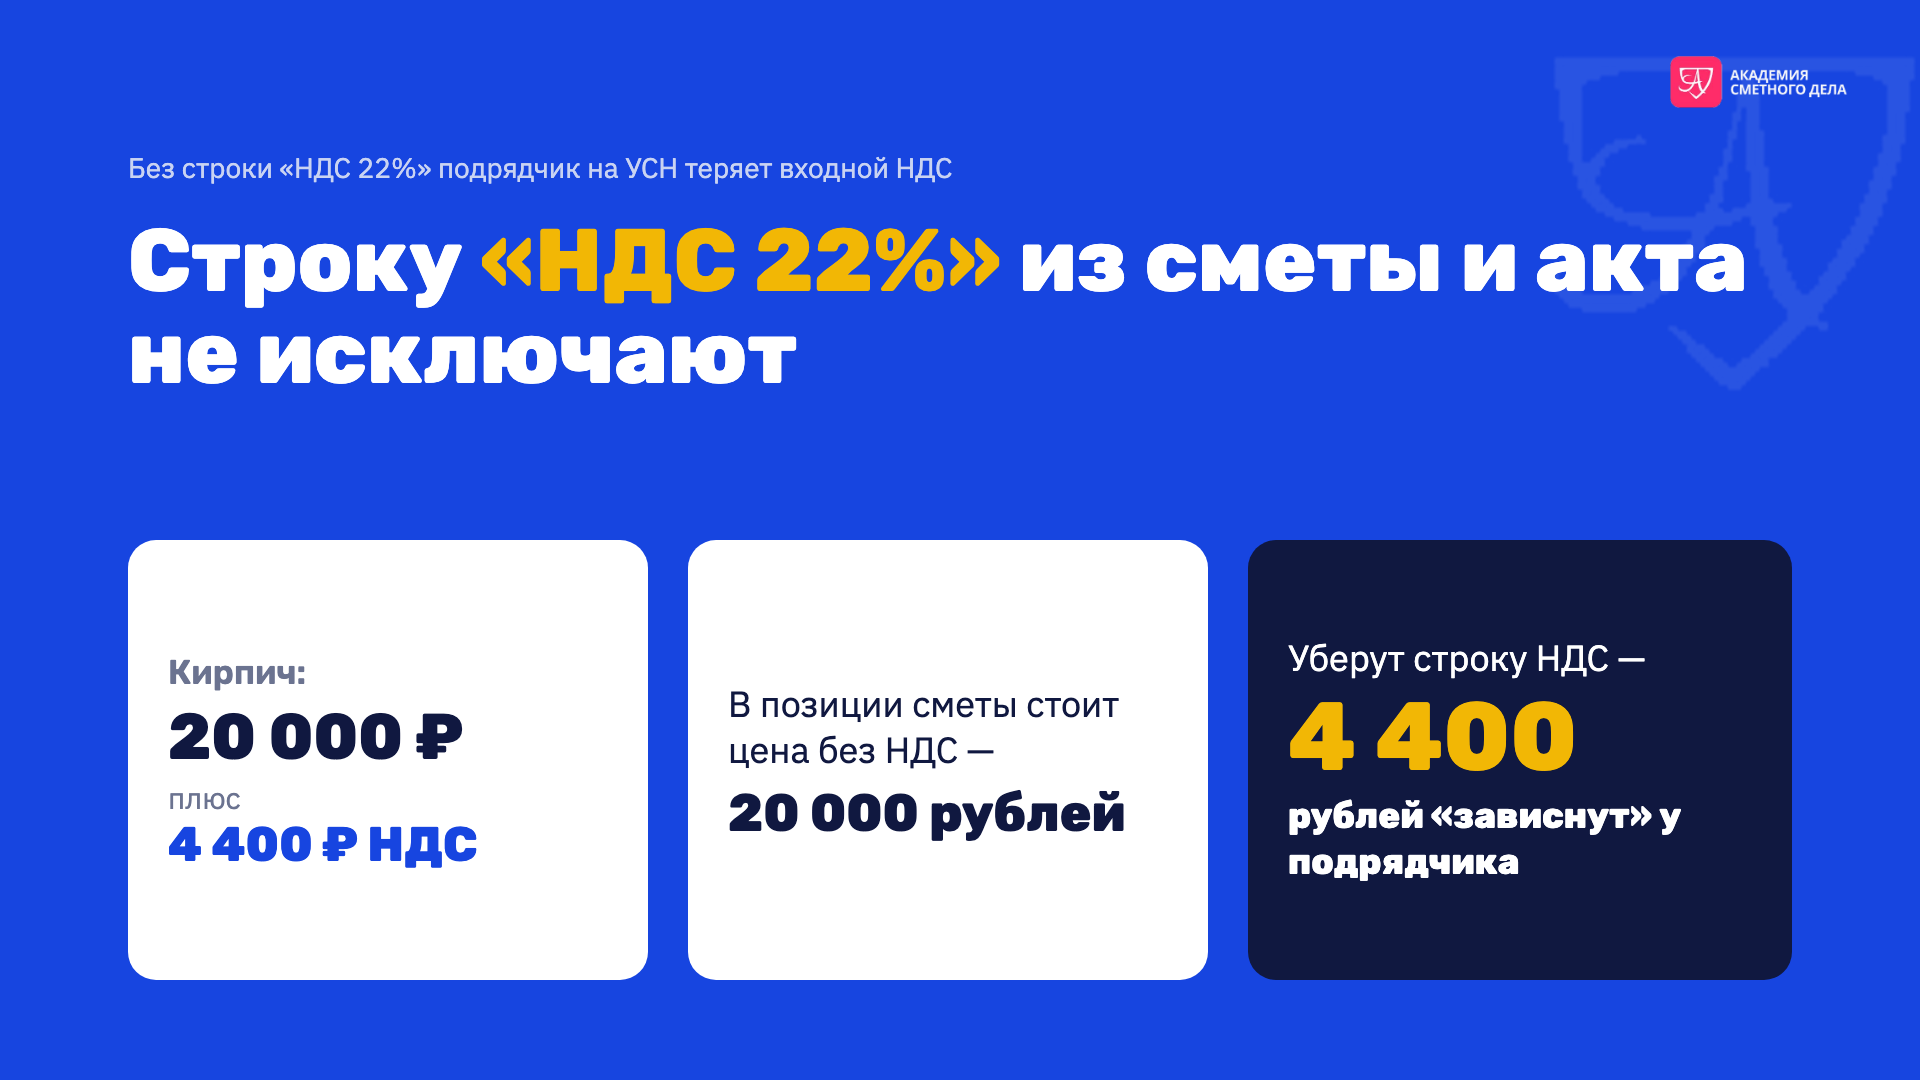 АКАДЕМИЯ
СМЕТНОГО ДЕЛА
Без строки «НДС 22%» подрядчик на УСН теряет входной НДС
Строку «НДС 22%» из сметы и акта
не исключают
Кирпич:
20 000 ₽
плюс
4 400 ₽ НДС
В позиции сметы стоит
цена без НДС —
20 000 рублей
Уберут строку НДС —
4 400
рублей «зависнут» у
подрядчика